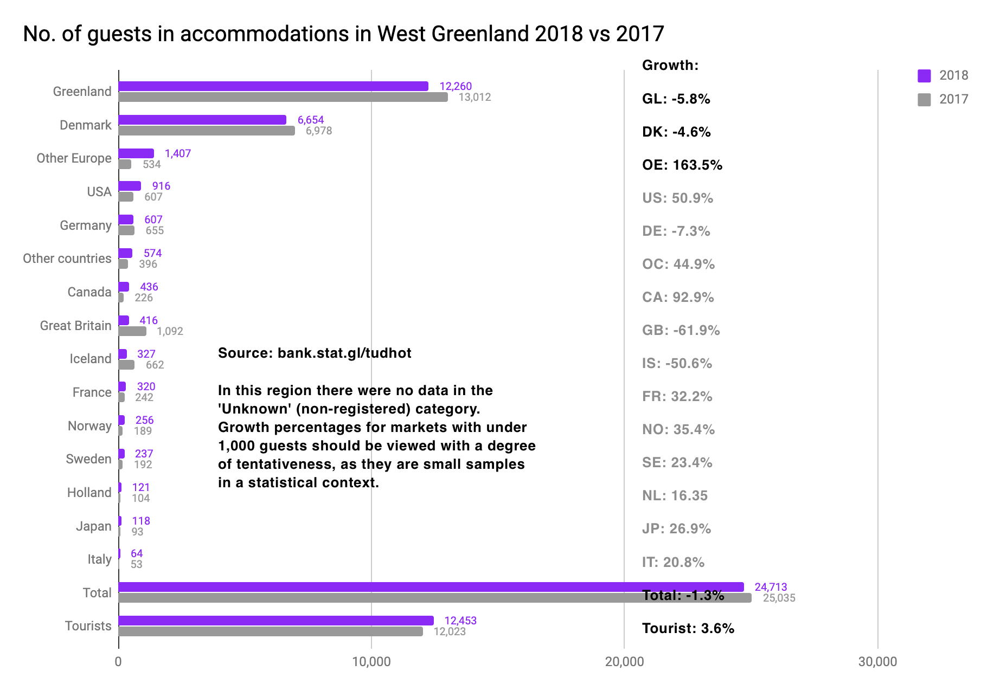 No. of guests in accommodations in West Greenland 2018 vs 2017
Growth:
2018
2017
Greenland
12,260
13,012
GL: -5.8%
Denmark
6,654
6,978
DK: -4.6%
Other Europe
1,407
534
OE: 163.5%
USA
916
607
US: 50.9%
Germany
607
655
DE: -7.3%
Other countries
574
396
OC: 44.9%
Canada
436
226
CA: 92.9%
Great Britain
416
1,092
GB: -61.9%
Iceland
327
662
IS: -50.6%
France
320
242
FR: 32.2%
Norway
256
189
NO: 35.4%
Sweden
237
192
SE: 23.4%
Holland
121
104
NL: 16.35
Japan
118
93
JP: 26.9%
Italy
64
53
IT: 20.8%
Total
24,713
25,035
Total: -1.3%
Tourists
12,453
12,023
Tourist: 3.6%
Source: bank.stat.gl/tudhot
In this region there were no data in the
'Unknown' (non-registered) category.
Growth percentages for markets with under
1,000 guests should be viewed with a degree
of tentativeness, as they are small samples
in a statistical context.
0
10,000
20,000
30,000